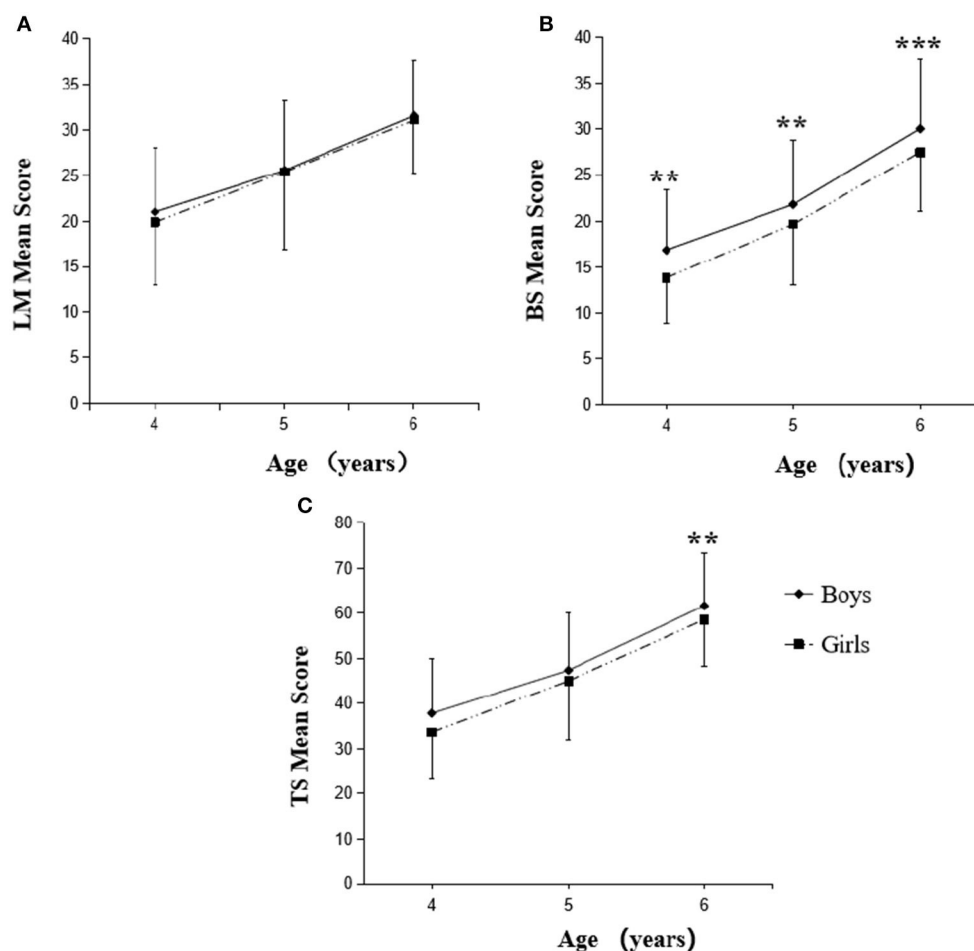 A
40
35
30
25
20
15
10
5
0
LM Mean Score
4 5 6
Age （years）
B
40
35
30
25
20
15
10
5
0
BS Mean Score
** ** ***
4 5 6
Age （years）
C
80
70
60
50
40
30
20
10
0
TS Mean Score
**
4 5 6
Age （years）
Boys
Girls